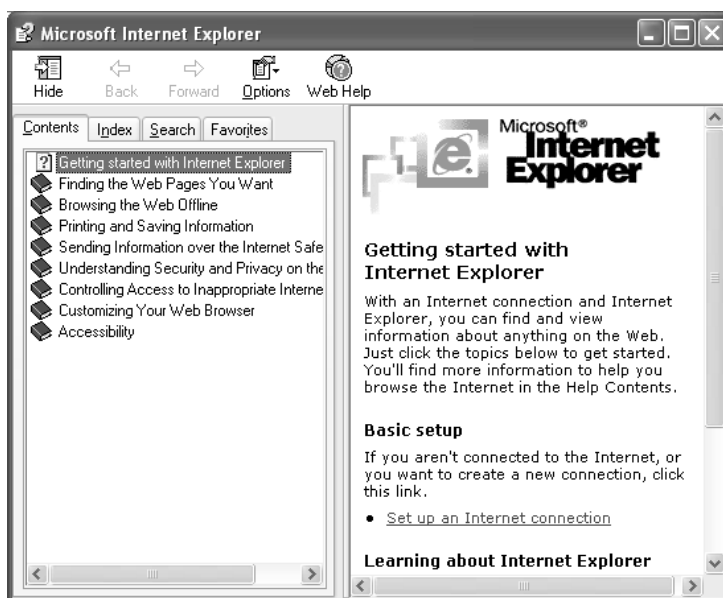 Microsoft Internet Explorer
Hide Back Forward Options Web Help
Contents Index Search Favorites
Getting started with Internet Explorer
Finding the Web Pages You Want
Browsing the Web Offline
Printing and Saving Information
Sending Information over the Internet Safe
Understanding Security and Privacy on the
Controlling Access to Inappropriate Interne
Customizing Your Web Browser
Accessibility
Microsoft®
Internet
Explorer
Getting started with
Internet Explorer
With an Internet connection and Internet
Explorer, you can find and view
information about anything on the Web.
Just click the topics below to get started.
You'll find more information to help you
browse the Internet in the Help Contents.
Basic setup
If you aren't connected to the Internet, or
you want to create a new connection, click
this link.
• Set up an Internet connection
Learning about Internet Explorer